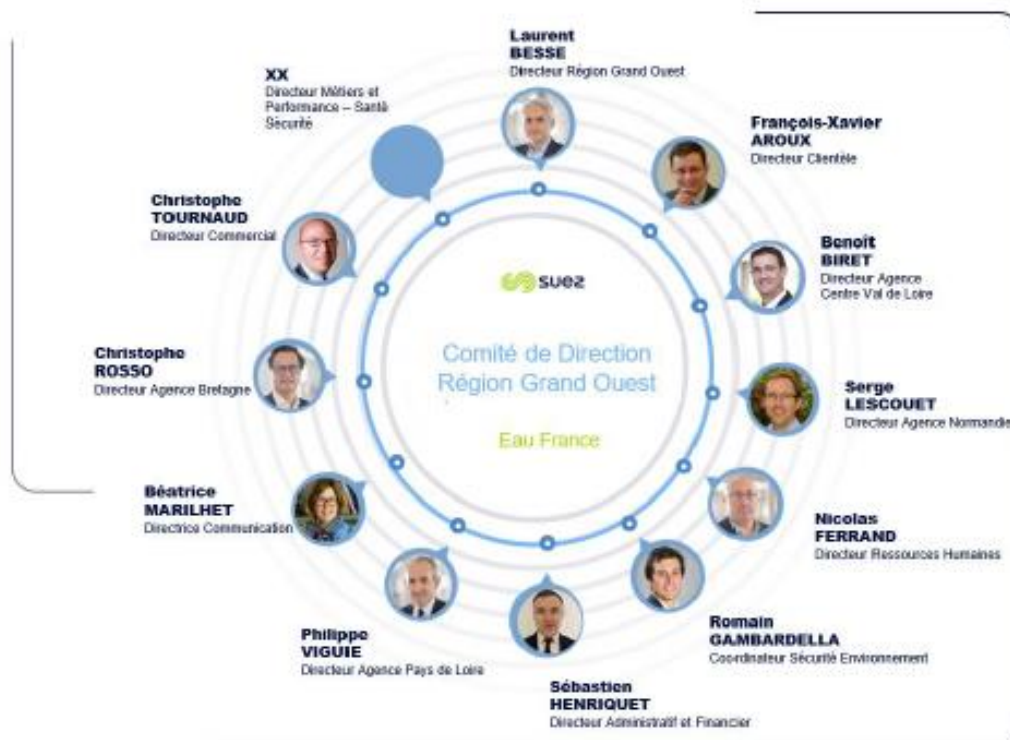 Laurent
BESSE
Directeur Région Grand Ouest
XX
Directeur Métiers et
Performance – Santé
Sécurité
François-Xavier
AROUX
Directeur Clientèle
Christophe
TOURNAUD
Directeur Commercial
Benoît
BIRET
Directeur Agence
Centre Val de Loire
suez
Comité de Direction
Région Grand Ouest
Eau France
Christophe
ROSSO
Directeur Agence Bretagne
Serge
LESCOUET
Directeur Agence Normandie
Béatrice
MARILHET
Directrice Communication
Nicolas
FERRAND
Directeur Ressources Humaines
Philippe
VIGUIE
Directeur Agence Pays de Loire
Romain
GAMBARDELLA
Coordinateur Sécurité Environnement
Sébastien
HENRIQUET
Directeur Administratif et Financier